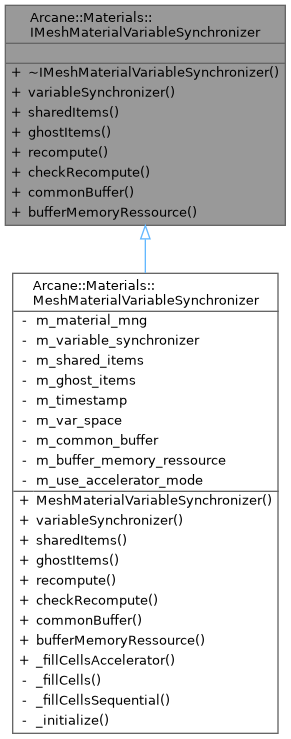 Arcane::Materials::
IMeshMaterialVariableSynchronizer
+ ~IMeshMaterialVariableSynchronizer()
+ variableSynchronizer()
+ sharedItems()
+ ghostItems()
+ recompute()
+ checkRecompute()
+ commonBuffer()
+ bufferMemoryRessource()
Arcane::Materials::
MeshMaterialVariableSynchronizer
- m_material_mng
- m_variable_synchronizer
- m_shared_items
- m_ghost_items
- m_timestamp
- m_var_space
- m_common_buffer
- m_buffer_memory_ressource
- m_use_accelerator_mode
+ MeshMaterialVariableSynchronizer()
+ variableSynchronizer()
+ sharedItems()
+ ghostItems()
+ recompute()
+ checkRecompute()
+ commonBuffer()
+ bufferMemoryRessource()
+ _fillCellsAccelerator()
- _fillCells()
- _fillCellsSequential()
- _initialize()